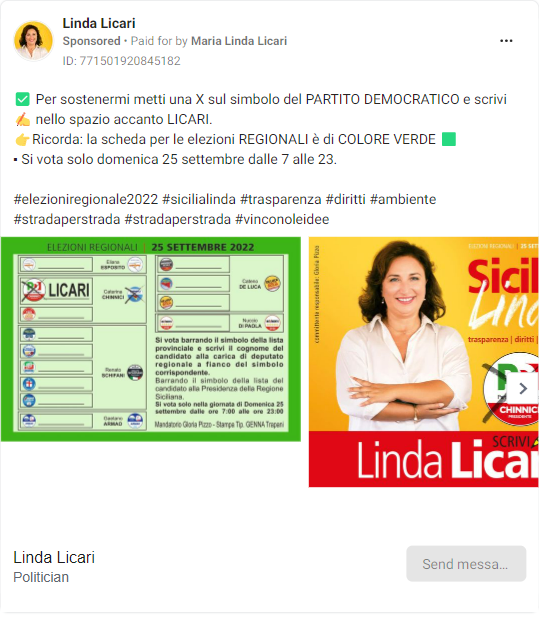 Linda Licari
Sponsored • Paid for by Maria Linda Licari
ID: 771501920845182
✅ Per sostenermi metti una X sul simbolo del PARTITO DEMOCRATICO e scrivi
✍️ nello spazio accanto LICARI.
👉Ricorda: la scheda per le elezioni REGIONALI è di COLORE VERDE 🟩
▪ Si vota solo domenica 25 settembre dalle 7 alle 23.
#elezioniregionale2022 #sicilialinda #trasparenza #diritti #ambiente
#stradaperstrada #stradaperstrada #vinconoleidee
ELEZIONI REGIONALI | 25 SETTEMBRE 2022
Eliana
ESPOSITO
LICARI
Caterina
CHINNICI
Renato
SCHIFANI
Gaetano
ARMAO
Cateno
DE LUCA
Nuccio
DI PAOLA
Si vota barrando il simbolo della lista
provinciale e scrivi il cognome del
candidato alla carica di deputato
regionale a fianco del simbolo
corrispondente.
Barrando il simbolo della lista del
candidato alla Presidenza della Regione
Siciliana.
Si vota solo nella giornata di Domenica 25
settembre dalle ore 7:00 alle ore 23:00
Mandatorio Gloria Pizzo - Stampa Tip. GENNA Trapani
committente responsabile: Gloria Pizzo
ELEZIONI REGIONALI | 25 SE
Sicil
Lind
trasparenza | diritti |
PD
CHINNICI
PRESIDENTE
SCRIVI
Linda Licar
Linda Licari
Politician
Send messa...